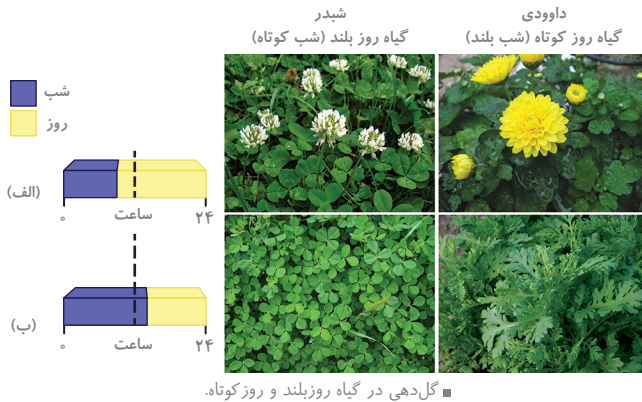 داوودی
گیاه روز کوتاه (شب بلند)
شبدر
گیاه روز بلند (شب کوتاه)
شب
روز
(الف)
۰ ساعت ۲۴
(ب)
۰ ساعت ۲۴
گل‌دهی در گیاه روزبلند و روزکوتاه.